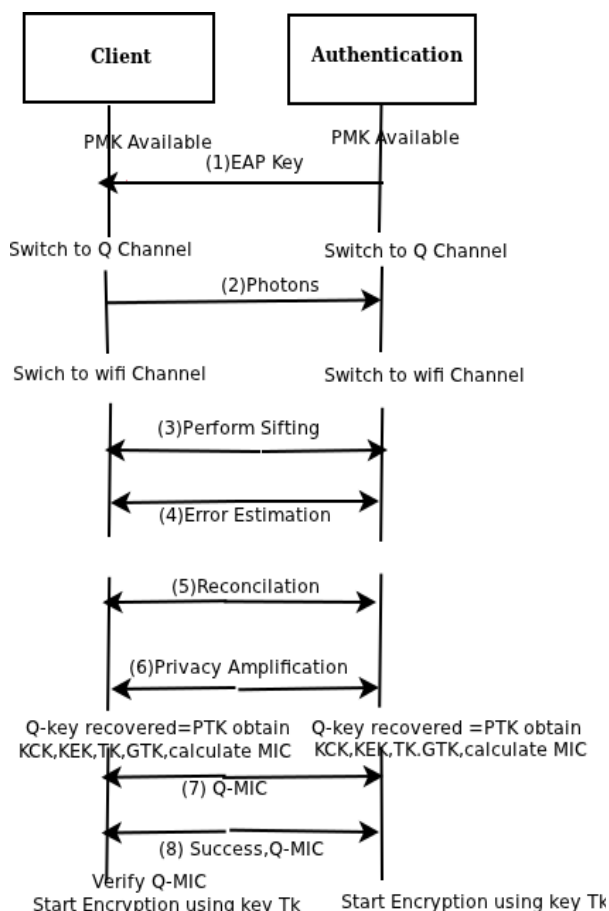 Client
Authentication
PMK Available
PMK Available
(1)EAP Key
Switch to Q Channel
Switch to Q Channel
(2)Photons
Swich to wifi Channel
Switch to wifi Channel
(3)Perform Sifting
(4)Error Estimation
(5)Reconcilation
(6)Privacy Amplification
Q-key recovered=PTK obtain
KCK,KEK,TK,GTK,calculate MIC
Q-key recovered =PTK obtain
KCK,KEK,TK.GTK,calculate MIC
(7) Q-MIC
(8) Success,Q-MIC
Verify Q-MIC
Start Encryption using key Tk
Start Encryption using key Tk